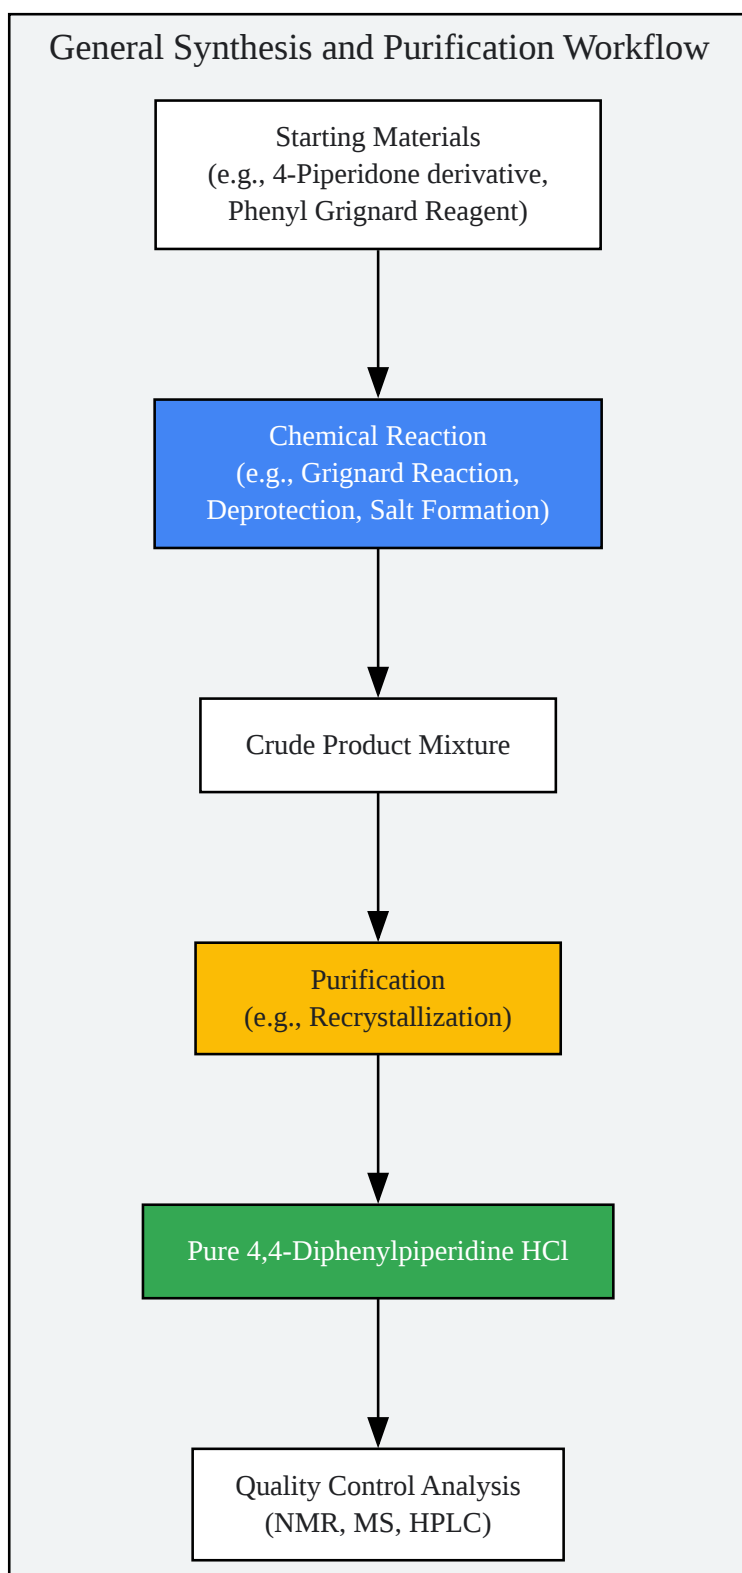 General Synthesis and Purification Workflow
Starting Materials
(e.g., 4-Piperidone derivative,
Phenyl Grignard Reagent)
Chemical Reaction
(e.g., Grignard Reaction,
Deprotection, Salt Formation)
Crude Product Mixture
Purification
(e.g., Recrystallization)
Pure 4,4-Diphenylpiperidine HCl
Quality Control Analysis
(NMR, MS, HPLC)